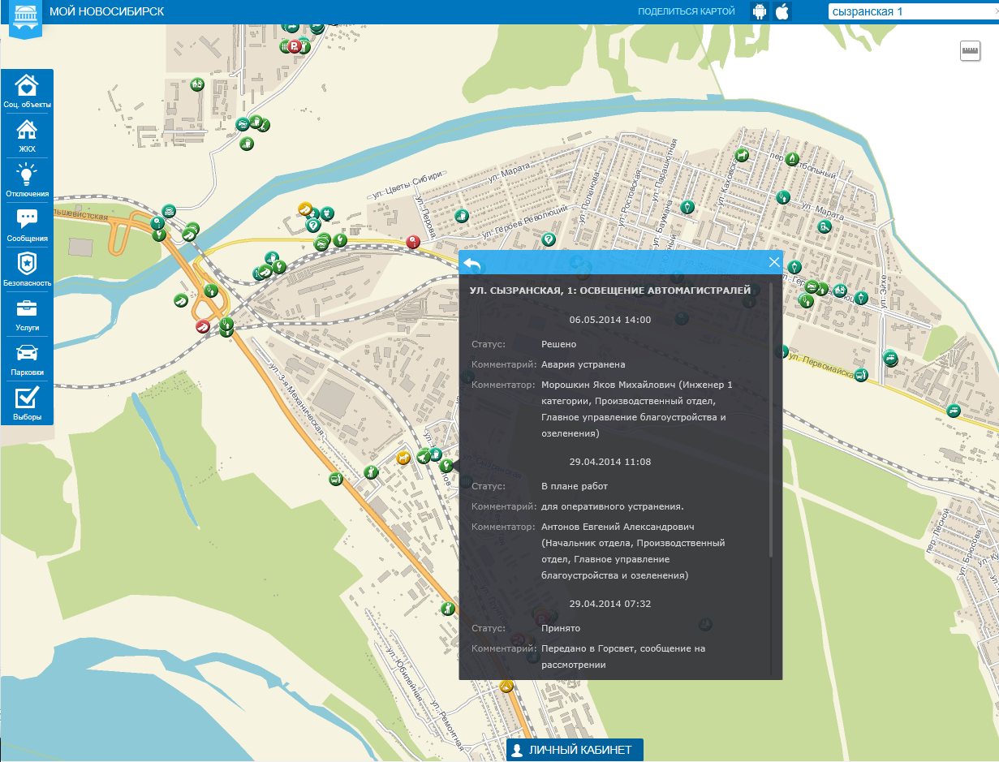 МОЙ НОВОСИБИРСК
ПОДЕЛИТЬСЯ КАРТОЙ
сызранская 1
Соц. объекты
ЖКХ
Отключения
Сообщения
Безопасность
Услуги
Парковки
Выборы
льшевистская
ул. Цветы Сибири
ул. Марата
ул. Перова
ул. Героев Революций
ул. Поленова
ул. Ростовская
ул. Парашютная
ул. Баумана
ул. Каховская
ул. Марата
ул. Эйхе
ул. Первомайская
ул. 3-я Механическая
пер. Лесной
ул. Брюсова
ул. Юбилейная
ул. Ремонтная
УЛ. СЫЗРАНСКАЯ, 1: ОСВЕЩЕНИЕ АВТОМАГИСТРАЛЕЙ
06.05.2014 14:00
Статус: Решено
Комментарий: Авария устранена
Комментатор: Морошкин Яков Михайлович (Инженер 1
категории, Производственный отдел,
Главное управление благоустройства и
озеленения)
29.04.2014 11:08
Статус: В плане работ
Комментарий: для оперативного устранения.
Комментатор: Антонов Евгений Александрович
(Начальник отдела, Производственный
отдел, Главное управление
благоустройства и озеленения)
29.04.2014 07:32
Статус: Принято
Комментарий: Передано в Горсвет, сообщение на
рассмотрении
ЛИЧНЫЙ КАБИНЕТ